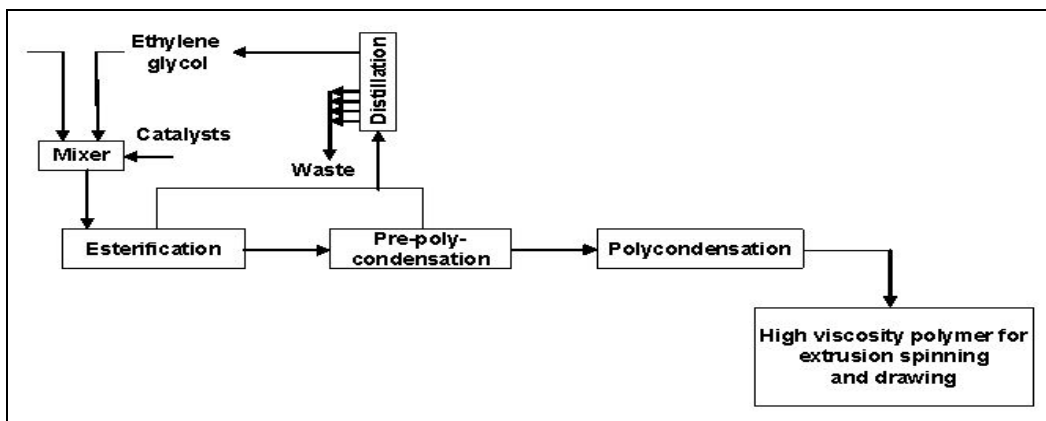 Ethylene
glycol
Distillation
Catalysts
Mixer
Waste
Esterification
Pre-poly-
condensation
Polycondensation
High viscosity polymer for
extrusion spinning
and drawing